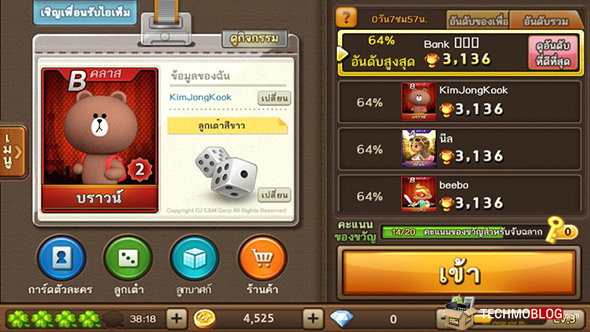 เชิญเพื่อนรับไอเท็ม
ดูกิจกรรม
B คลาส
ข้อมูลของฉัน
KimJongKook
เปลี่ยน
ลูกเต๋าสีขาว
2
บราวน์
เปลี่ยน
Copyright CJ E&M Corp. All Rights Reserved
เมนู
การ์ดตัวละคร
ลูกเต๋า
ลูกบาศก์
ร้านค้า
38:18
4,525
0
?
0วัน7ชม57น.
อันดับของเพื่
อันดับรวม
64%
อันดับสูงสุด
Bank
3,136
ดูอันดับ
ที่ดีที่สุด
64%
KimJongKook
3,136
64%
นีล
3,136
64%
beebo
3,136
คะแนน
ของขวัญ
14/20
คะแนนของขวัญสำหรับจับฉลาก
0
เข้า
TECHMOBLOG.com